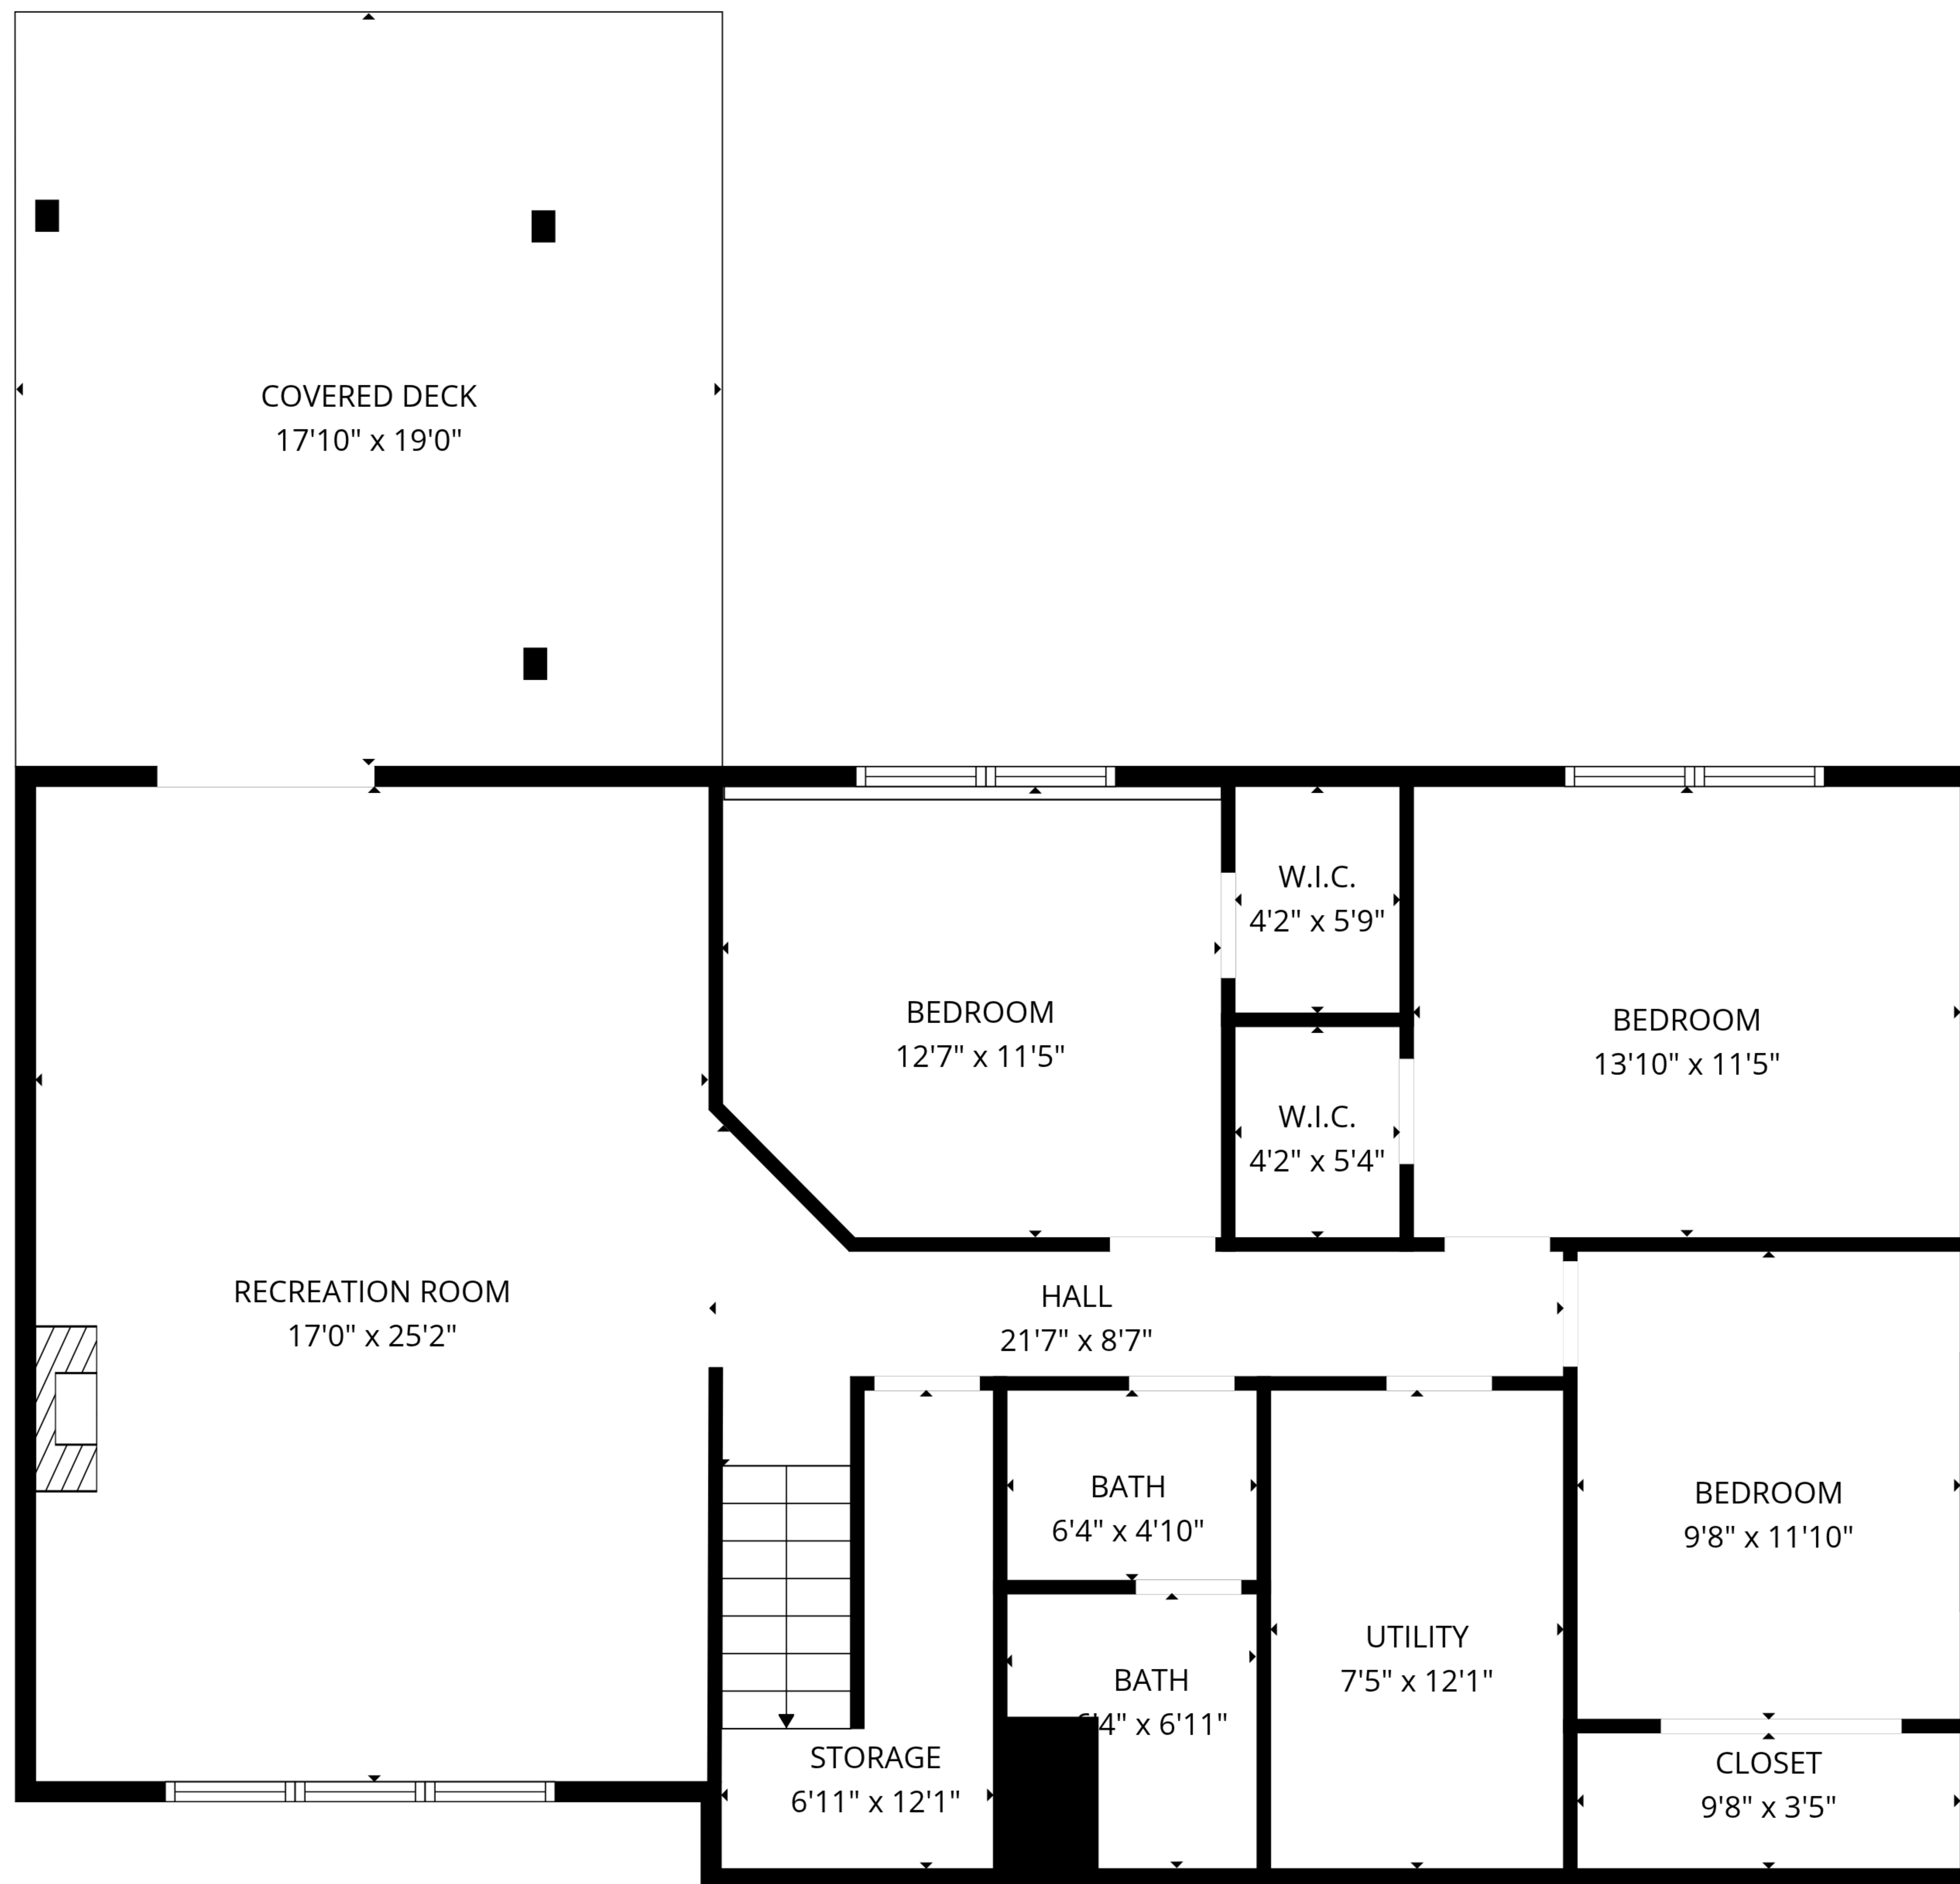 COVERED DECK
17'10" x 19'0"
W.I.C.
4'2" x 5'9"
BEDROOM
12'7" x 11'5"
BEDROOM
13'10" x 11'5"
W.I.C.
4'2" x 5'4"
RECREATION ROOM
17'0" x 25'2"
HALL
21'7" x 8'7"
BATH
6'4" x 4'10"
BEDROOM
9'8" x 11'10"
UTILITY
7'5" x 12'1"
BATH
x 6'11"
STORAGE
6'11" x 12'1"
CLOSET
9'8" x 3'5"